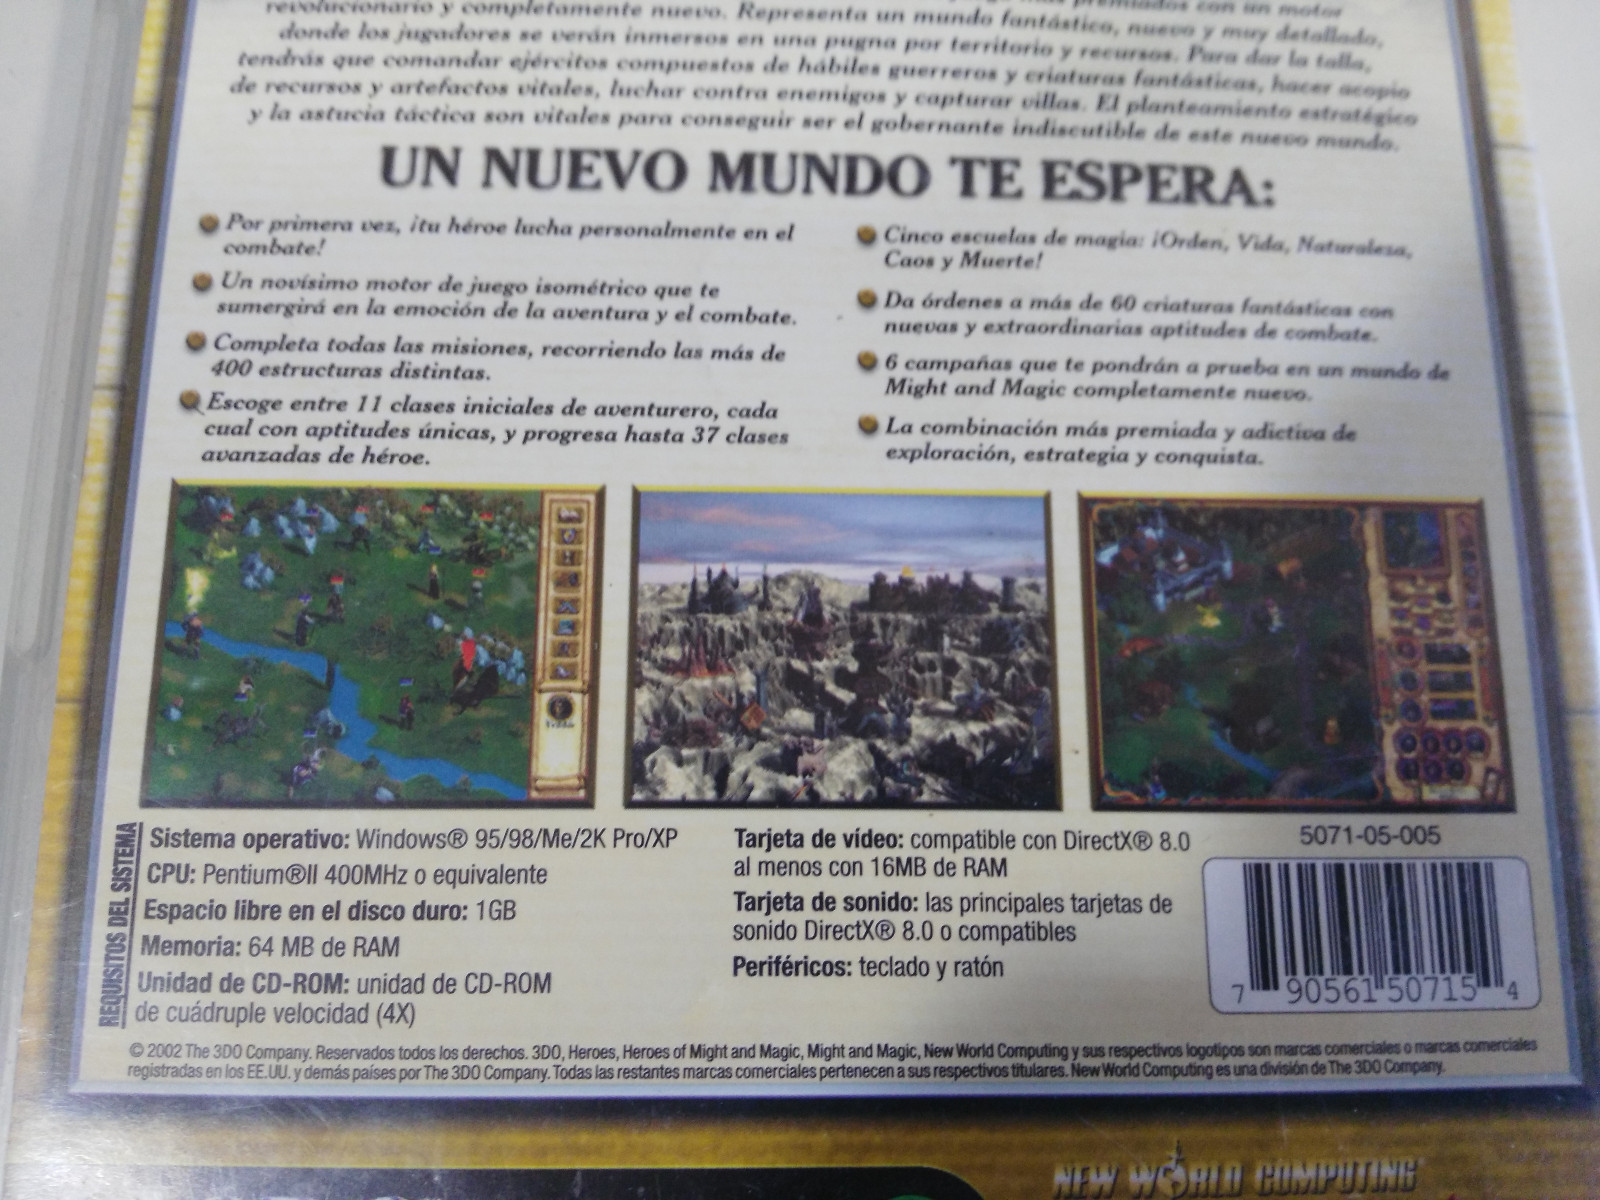 revolucionario y completamente nuevo. Representa un mundo fantástico, nuevo y muy detallado,
donde los jugadores se verán inmersos en una pugna por territorio y recursos. Para dar la talla,
tendrás que comandar ejércitos compuestos de hábiles guerreros y criaturas fantásticas, hacer acopio
de recursos y artefactos vitales, luchar contra enemigos y capturar villas. El planteamiento estratégico
y la astucia táctica son vitales para conseguir ser el gobernante indiscutible de este nuevo mundo.
UN NUEVO MUNDO TE ESPERA:
Por primera vez, ¡tu héroe lucha personalmente en el
combate!
Un novísimo motor de juego isométrico que te
sumergirá en la emoción de la aventura y el combate.
Completa todas las misiones, recorriendo las más de
400 estructuras distintas.
Escoge entre 11 clases iniciales de aventurero, cada
cual con aptitudes únicas, y progresa hasta 37 clases
avanzadas de héroe.
Cinco escuelas de magia: ¡Orden, Vida, Naturaleza,
Caos y Muerte!
Da órdenes a más de 60 criaturas fantásticas con
nuevas y extraordinarias aptitudes de combate.
6 campañas que te pondrán a prueba en un mundo de
Might and Magic completamente nuevo.
La combinación más premiada y adictiva de
exploración, estrategia y conquista.
REQUISITOS DEL SISTEMA
Sistema operativo: Windows® 95/98/Me/2K Pro/XP
CPU: Pentium®II 400MHz o equivalente
Espacio libre en el disco duro: 1GB
Memoria: 64 MB de RAM
Unidad de CD-ROM: unidad de CD-ROM
de cuádruple velocidad (4X)
Tarjeta de vídeo: compatible con DirectX® 8.0
al menos con 16MB de RAM
Tarjeta de sonido: las principales tarjetas de
sonido DirectX® 8.0 o compatibles
Periféricos: teclado y ratón
5071-05-005
7 90561 50715 4
© 2002 The 3DO Company. Reservados todos los derechos. 3DO, Heroes, Heroes of Might and Magic, Might and Magic, New World Computing y sus respectivos logotipos son marcas comerciales o marcas comerciales
registradas en los EE.UU. y demás países por The 3DO Company. Todas las restantes marcas comerciales pertenecen a sus respectivos titulares. New World Computing es una división de The 3DO Company.
NEW WORLD COMPUTING